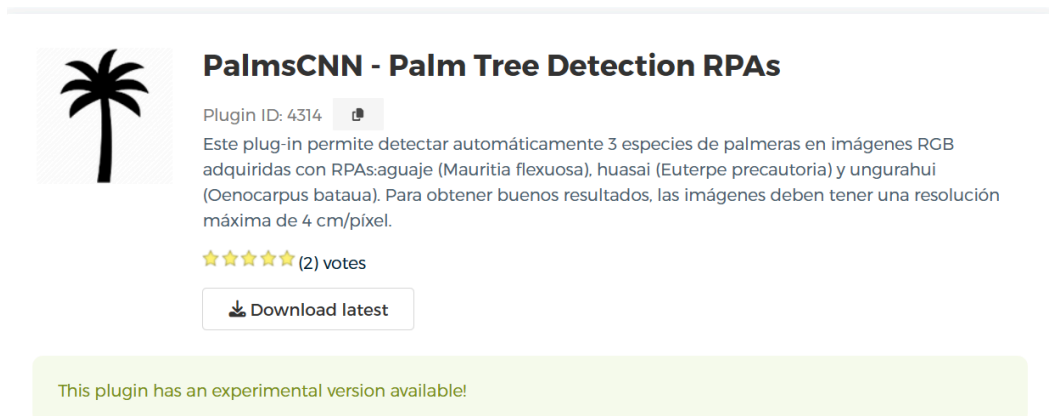 PalmsCNN - Palm Tree Detection RPAs
Plugin ID: 4314
Este plug-in permite detectar automáticamente 3 especies de palmeras en imágenes RGB
adquiridas con RPAs:aguaje (Mauritia flexuosa), huasai (Euterpe precautoria) y ungurahui
(Oenocarpus bataua). Para obtener buenos resultados, las imágenes deben tener una resolución
máxima de 4 cm/píxel.
(2) votes
Download latest
This plugin has an experimental version available!